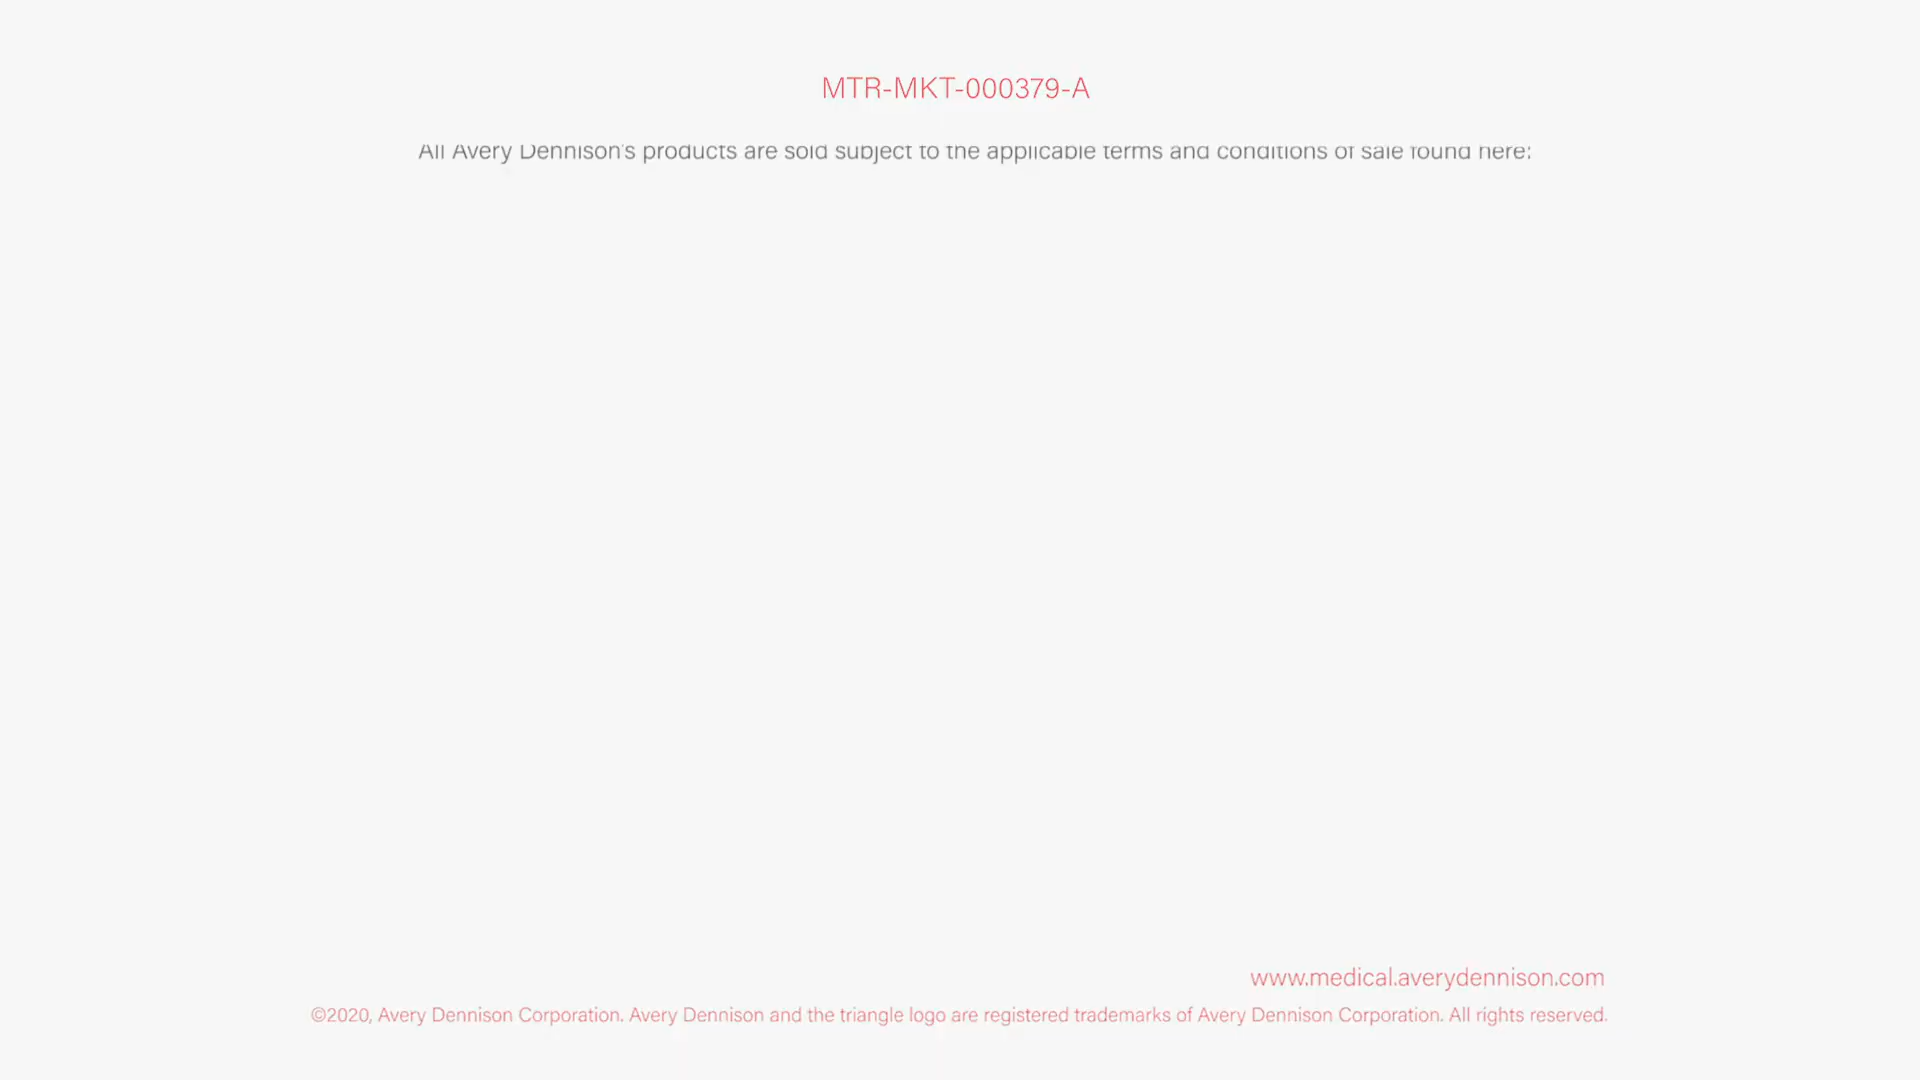 MTR-MKT-000379-A
All Avery Dennison's products are sold subject to the applicable terms and conditions of sale found here:
www.medical.averydennison.com
©2020, Avery Dennison Corporation. Avery Dennison and the triangle logo are registered trademarks of Avery Dennison Corporation. All rights reserved.